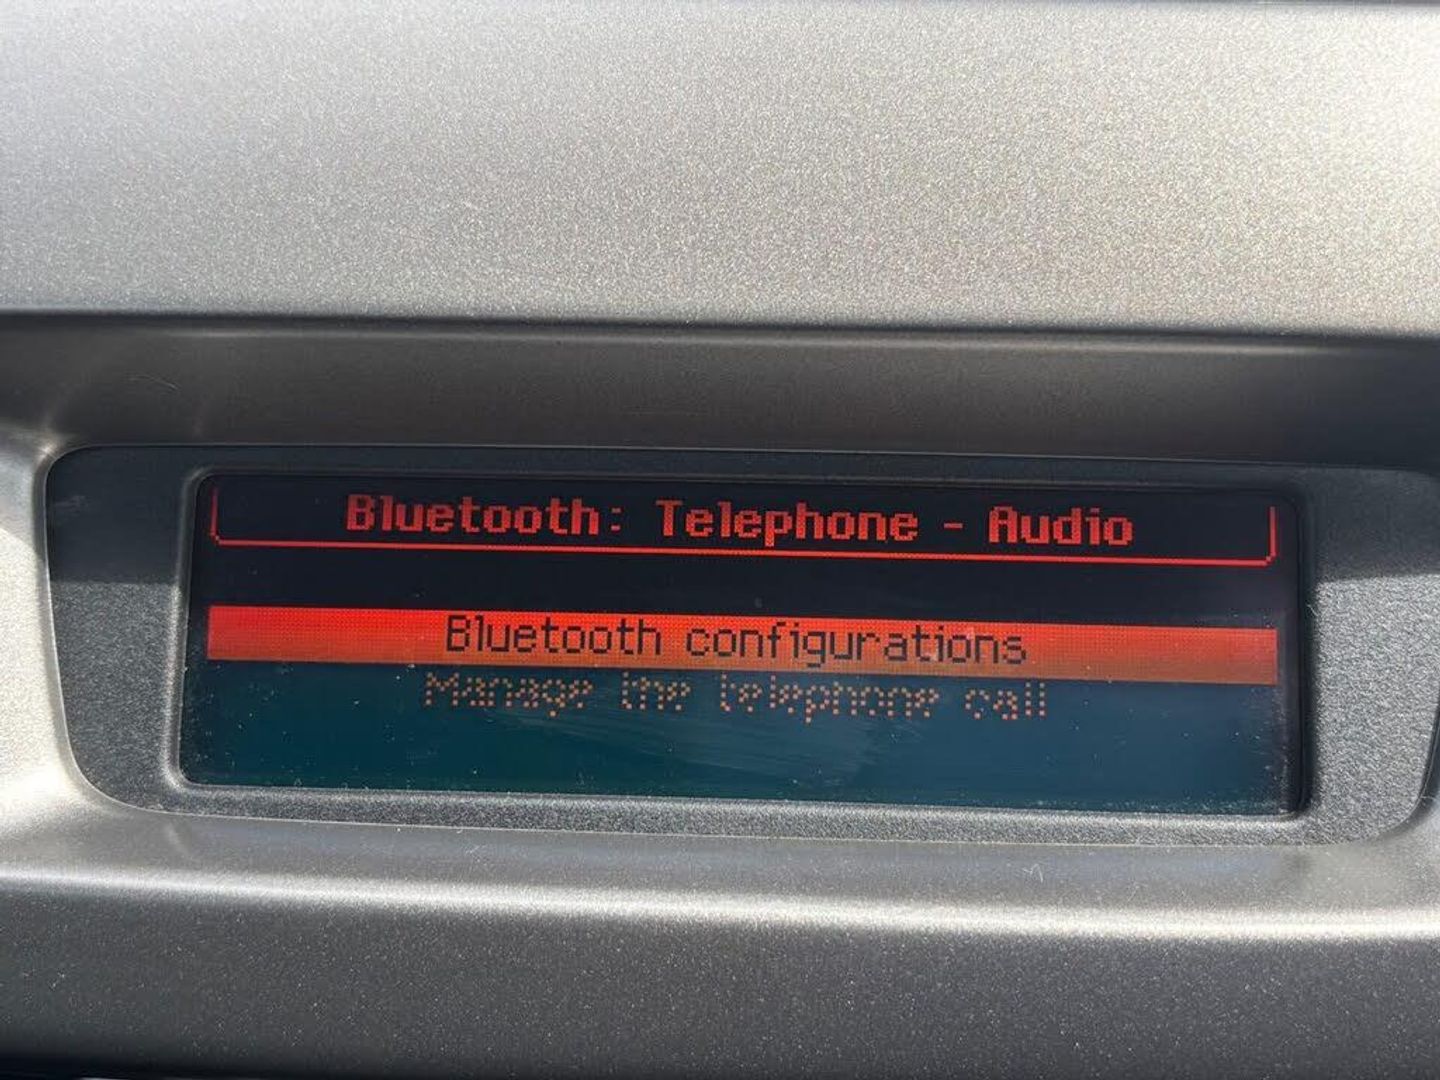 Bluetooth: Telephone - Audio
Bluetooth configurations
Manage the telephone call